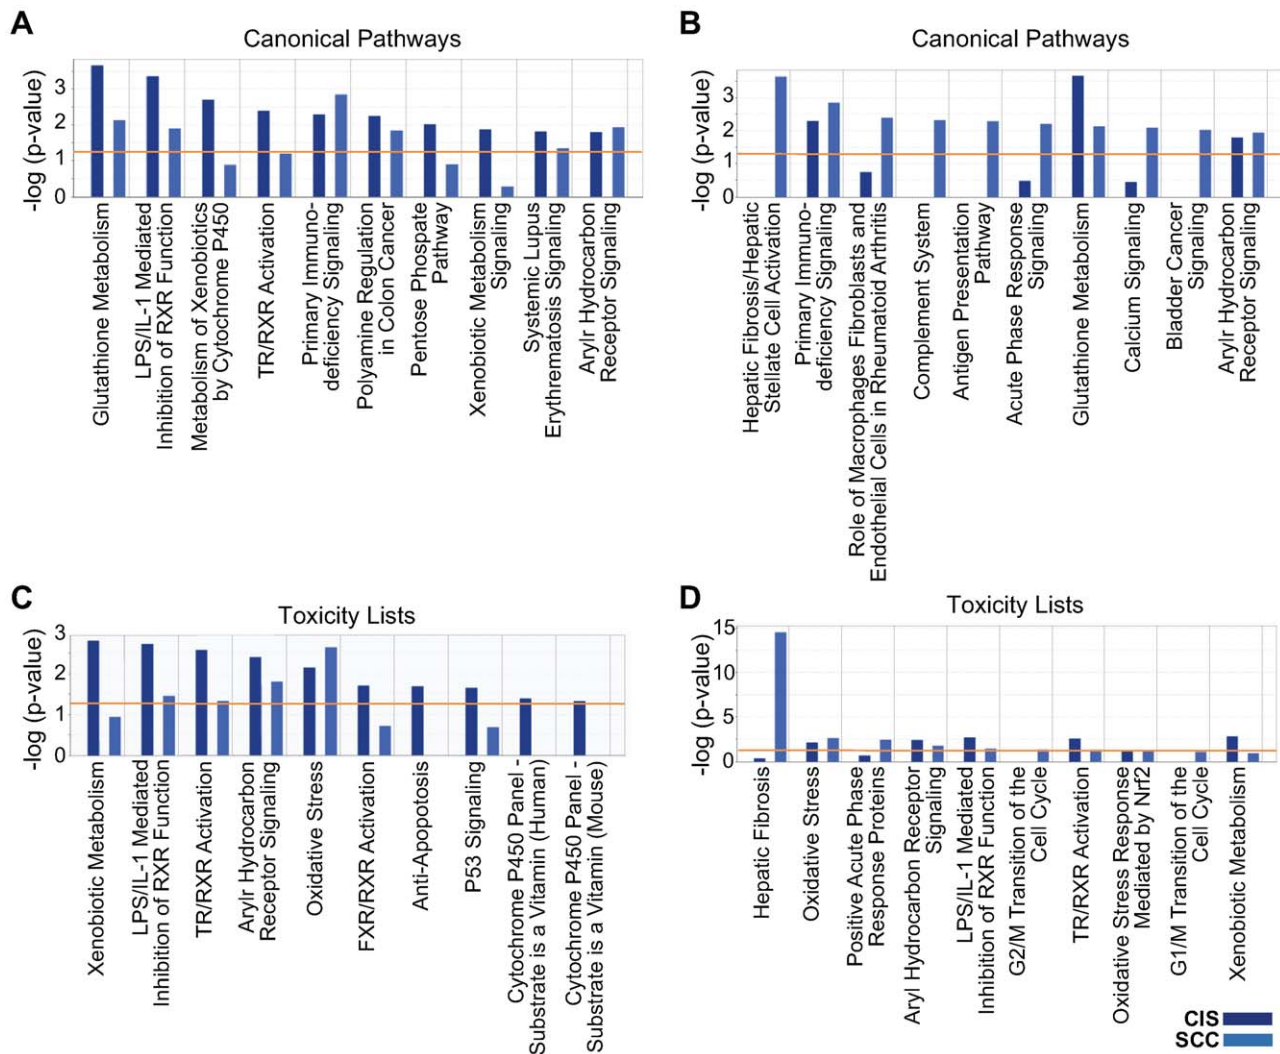 A
Canonical Pathways
-log (p-value)
3
2
1
0
Glutathione Metabolism
LPS/IL-1 Mediated
Inhibition of RXR Function
Metabolism of Xenobiotics
by Cytochrome P450
TR/RXR Activation
Primary Immuno-
deficiency Signaling
Polyamine Regulation
in Colon Cancer
Pentose Phospate
Pathway
Xenobiotic Metabolism
Signaling
Systemic Lupus
Erythrematosis Signaling
Arylr Hydrocarbon
Receptor Signaling
B
Canonical Pathways
-log (p-value)
3
2
1
0
Hepatic Fibrosis/Hepatic
Stellate Cell Activation
Primary Immuno-
deficiency Signaling
Role of Macrophages Fibroblasts and
Endothelial Cells in Rheumatoid Arthritis
Complement System
Antigen Presentation
Pathway
Acute Phase Response
Signaling
Glutathione Metabolism
Calcium Signaling
Bladder Cancer
Signaling
Arylr Hydrocarbon
Receptor Signaling
C
Toxicity Lists
-log (p-value)
3
2
1
0
Xenobiotic Metabolism
LPS/IL-1 Mediated
Inhibition of RXR Function
TR/RXR Activation
Arylr Hydrocarbon
Receptor Signaling
Oxidative Stress
FXR/RXR Activation
Anti-Apopotosis
P53 Signaling
Cytochrome P450 Panel -
Substrate is a Vitamin (Human)
Cytochrome P450 Panel -
Substrate is a Vitamin (Mouse)
D
Toxicity Lists
-log (p-value)
15
10
5
0
Hepatic Fibrosis
Oxidative Stress
Positive Acute Phase
Response Proteins
Aryl Hydrocarbon Receptor
Signaling
LPS/IL-1 Mediated
Inhibition of RXR Function
G2/M Transition of the
Cell Cycle
TR/RXR Activation
Oxidative Stress Response
Mediated by Nrf2
G1/M Transition of the
Cell Cycle
Xenobiotic Metabolism
CIS
SCC